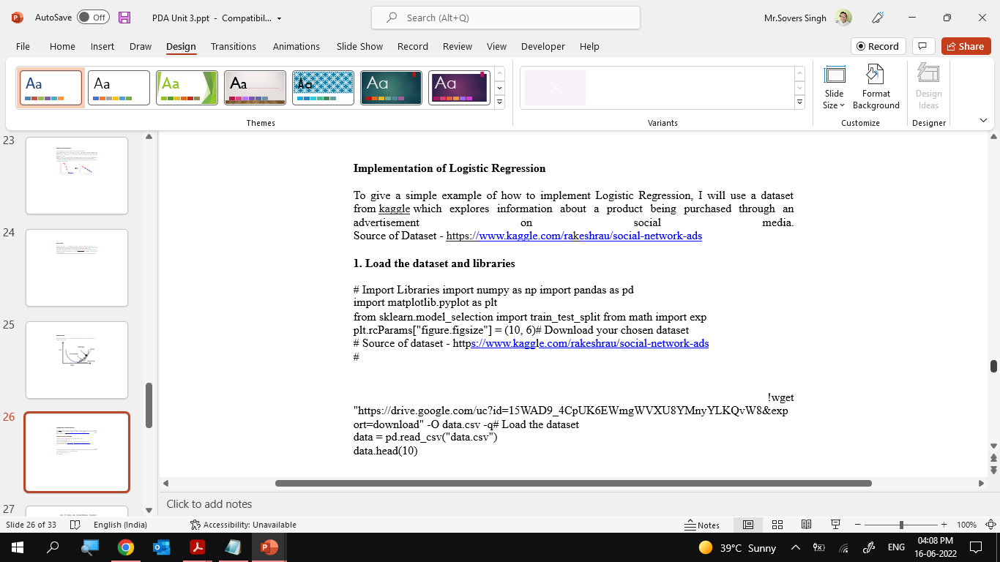 AutoSave Off PDA Unit 3.ppt - Compatibil... Search (Alt+Q) Mr.Sovers Singh
File Home Insert Draw Design Transitions Animations Slide Show Record Review View Developer Help Record Share
Aa Aa Aa Aa Aa Aa Aa
Slide Size
Format Background
Design Ideas
Themes Variants Customize Designer
23
24
25
26
27
Implementation of Logistic Regression
To give a simple example of how to implement Logistic Regression, I will use a dataset
from kaggle which explores information about a product being purchased through an
advertisement on social media.
Source of Dataset - https://www.kaggle.com/rakeshrau/social-network-ads
1. Load the dataset and libraries
# Import Libraries import numpy as np import pandas as pd
import matplotlib.pyplot as plt
from sklearn.model_selection import train_test_split from math import exp
plt.rcParams["figure.figsize"] = (10, 6)# Download your chosen dataset
# Source of dataset - https://www.kaggle.com/rakeshrau/social-network-ads
#
!wget
"https://drive.google.com/uc?id=15WAD9_4CpUK6EWmgWVXU8YMnyYLKQvW8&exp
ort=download" -O data.csv -q# Load the dataset
data = pd.read_csv("data.csv")
data.head(10)
Click to add notes
Slide 26 of 33 English (India) Accessibility: Unavailable Notes 100%
39°C Sunny ENG 04:08 PM
16-06-2022